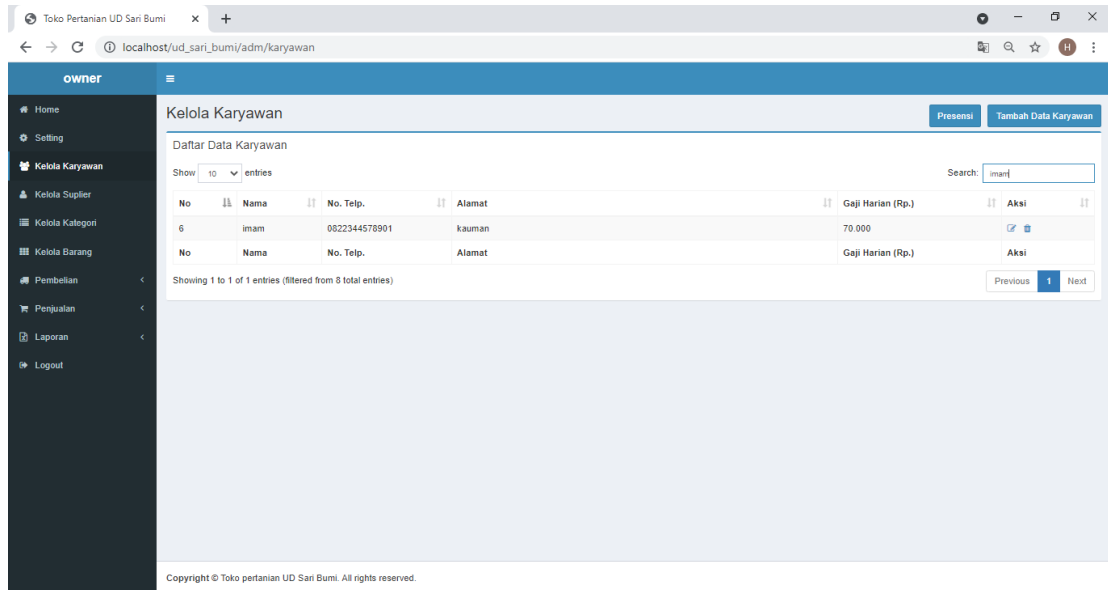 Toko Pertanian UD Sari Bumi
localhost/ud_sari_bumi/adm/karyawan
H
owner
Home
Setting
Kelola Karyawan
Kelola Suplier
Kelola Kategori
Kelola Barang
Pembelian
Penjualan
Laporan
Logout
Kelola Karyawan
Presensi Tambah Data Karyawan
Daftar Data Karyawan
Show 10 entries Search: imam
No Nama No. Telp. Alamat Gaji Harian (Rp.) Aksi
6 imam 0822344578901 kauman 70.000
No Nama No. Telp. Alamat Gaji Harian (Rp.) Aksi
Showing 1 to 1 of 1 entries (filtered from 8 total entries) Previous 1 Next
Copyright © Toko pertanian UD Sari Bumi. All rights reserved.